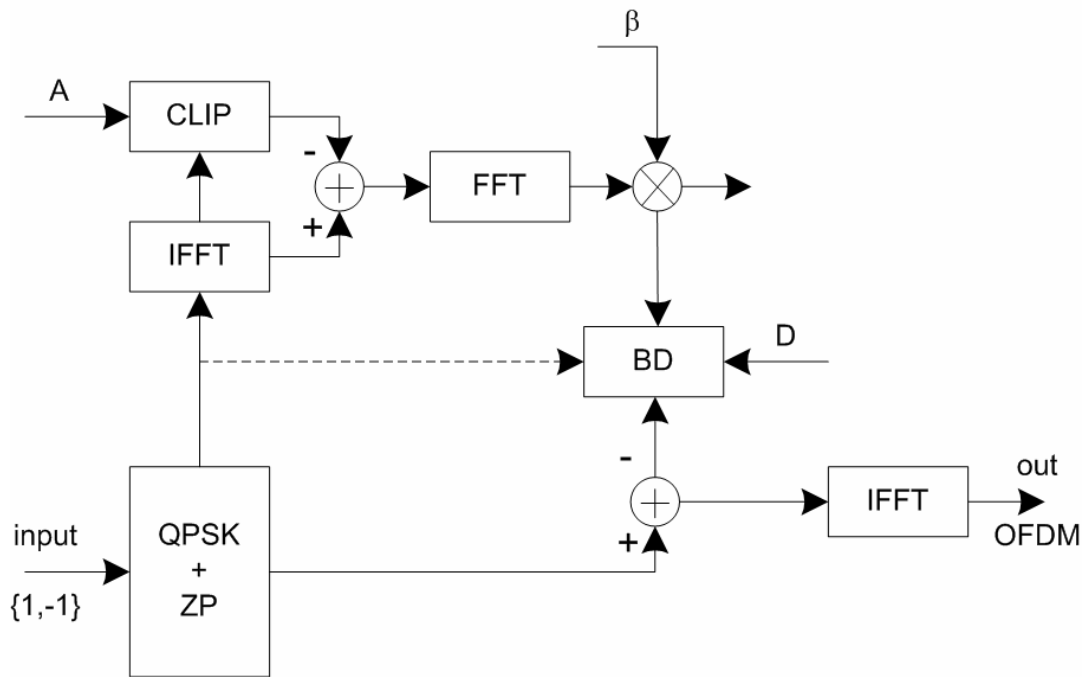 β
A
CLIP
-
+
FFT
+
IFFT
D
BD
-
out
input
QPSK
+
ZP
+
IFFT
+
OFDM
{1,-1}